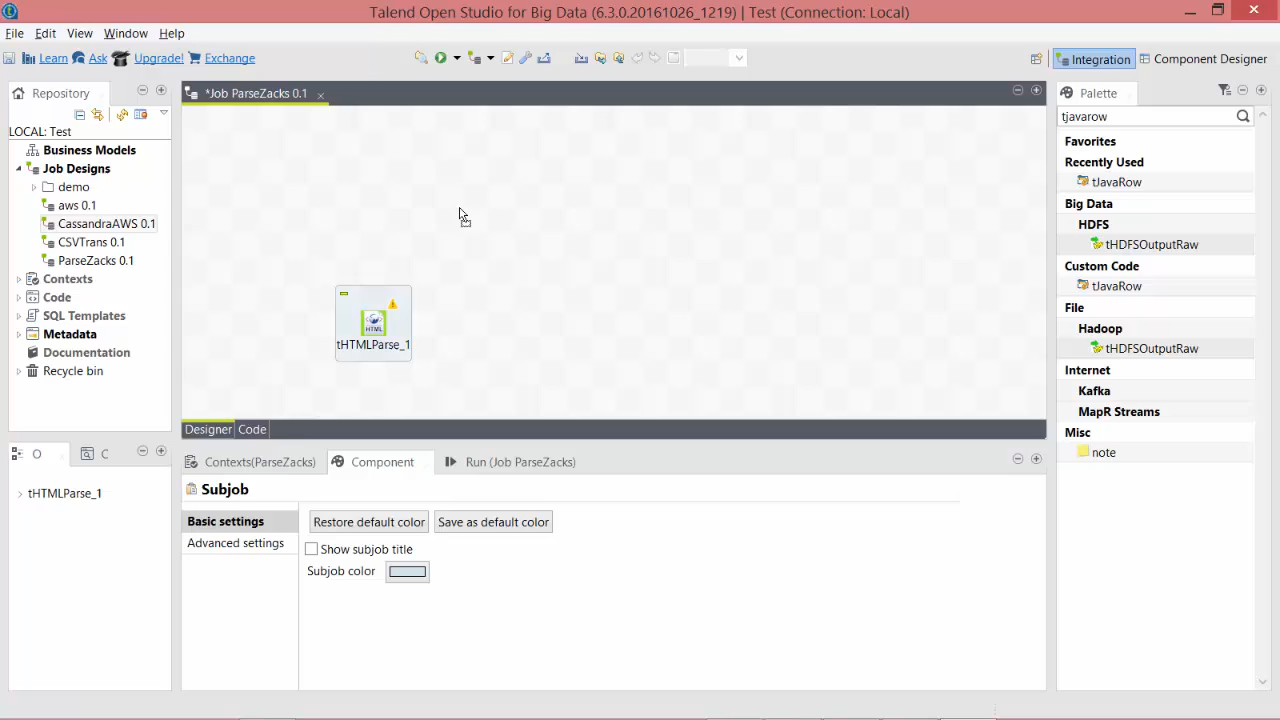 Talend Open Studio for Big Data (6.3.0.20161026_1219) | Test (Connection: Local)
File Edit View Window Help
Learn Ask Upgrade! Exchange
Integration Component Designer
Repository
LOCAL: Test
Business Models
Job Designs
demo
aws 0.1
CassandraAWS 0.1
CSVTrans 0.1
ParseZacks 0.1
Contexts
Code
SQL Templates
Metadata
Documentation
Recycle bin
O C
tHTMLParse_1
*Job ParseZacks 0.1
HTML
tHTMLParse_1
Designer Code
Contexts(ParseZacks) Component Run (Job ParseZacks)
Subjob
Basic settings
Advanced settings
Restore default color Save as default color
Show subjob title
Subjob color
Palette
tjavarow
Favorites
Recently Used
tJavaRow
Big Data
HDFS
tHDFSOutputRaw
Custom Code
tJavaRow
File
Hadoop
tHDFSOutputRaw
Internet
Kafka
MapR Streams
Misc
note